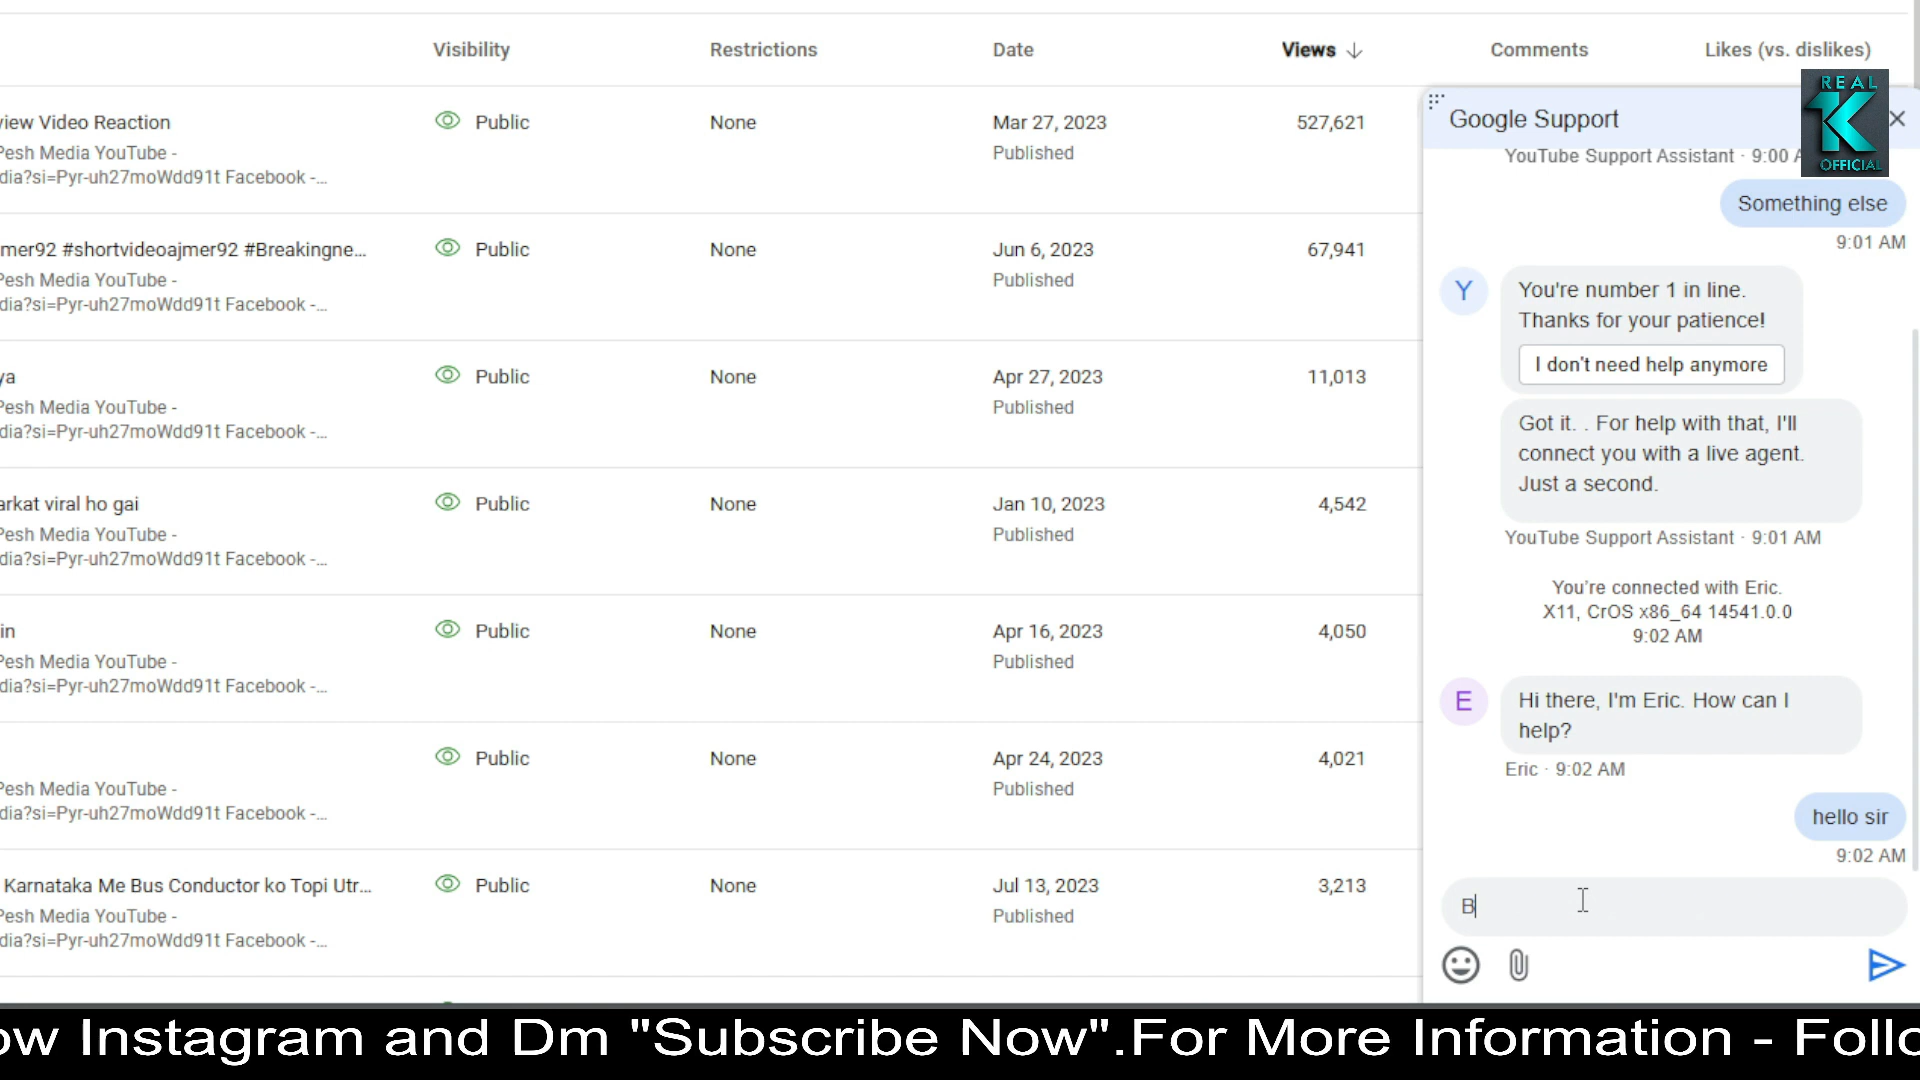 Visibility Restrictions Date Views Comments Likes (vs. dislikes)
view Video Reaction Public None Mar 27, 2023 527,621
Pesh Media YouTube - Published
dia?si=Pyr-uh27moWdd91t Facebook -...
mer92 #shortvideoajmer92 #Breakingne... Public None Jun 6, 2023 67,941
Pesh Media YouTube - Published
dia?si=Pyr-uh27moWdd91t Facebook -...
ya Public None Apr 27, 2023 11,013
Pesh Media YouTube - Published
dia?si=Pyr-uh27moWdd91t Facebook -...
arkat viral ho gai Public None Jan 10, 2023 4,542
Pesh Media YouTube - Published
dia?si=Pyr-uh27moWdd91t Facebook -...
in Public None Apr 16, 2023 4,050
Pesh Media YouTube - Published
dia?si=Pyr-uh27moWdd91t Facebook -...
Public None Apr 24, 2023 4,021
Pesh Media YouTube - Published
dia?si=Pyr-uh27moWdd91t Facebook -...
Karnataka Me Bus Conductor ko Topi Utr... Public None Jul 13, 2023 3,213
Pesh Media YouTube - Published
dia?si=Pyr-uh27moWdd91t Facebook -...
REAL
1K
OFFICIAL
Google Support
YouTube Support Assistant · 9:00 A
Something else
9:01 AM
Y
You're number 1 in line.
Thanks for your patience!
I don't need help anymore
Got it. . For help with that, I'll
connect you with a live agent.
Just a second.
YouTube Support Assistant · 9:01 AM
You're connected with Eric.
X11, CrOS x86_64 14541.0.0
9:02 AM
E
Hi there, I'm Eric. How can I
help?
Eric · 9:02 AM
hello sir
9:02 AM
B
ow Instagram and Dm "Subscribe Now".For More Information - Follo